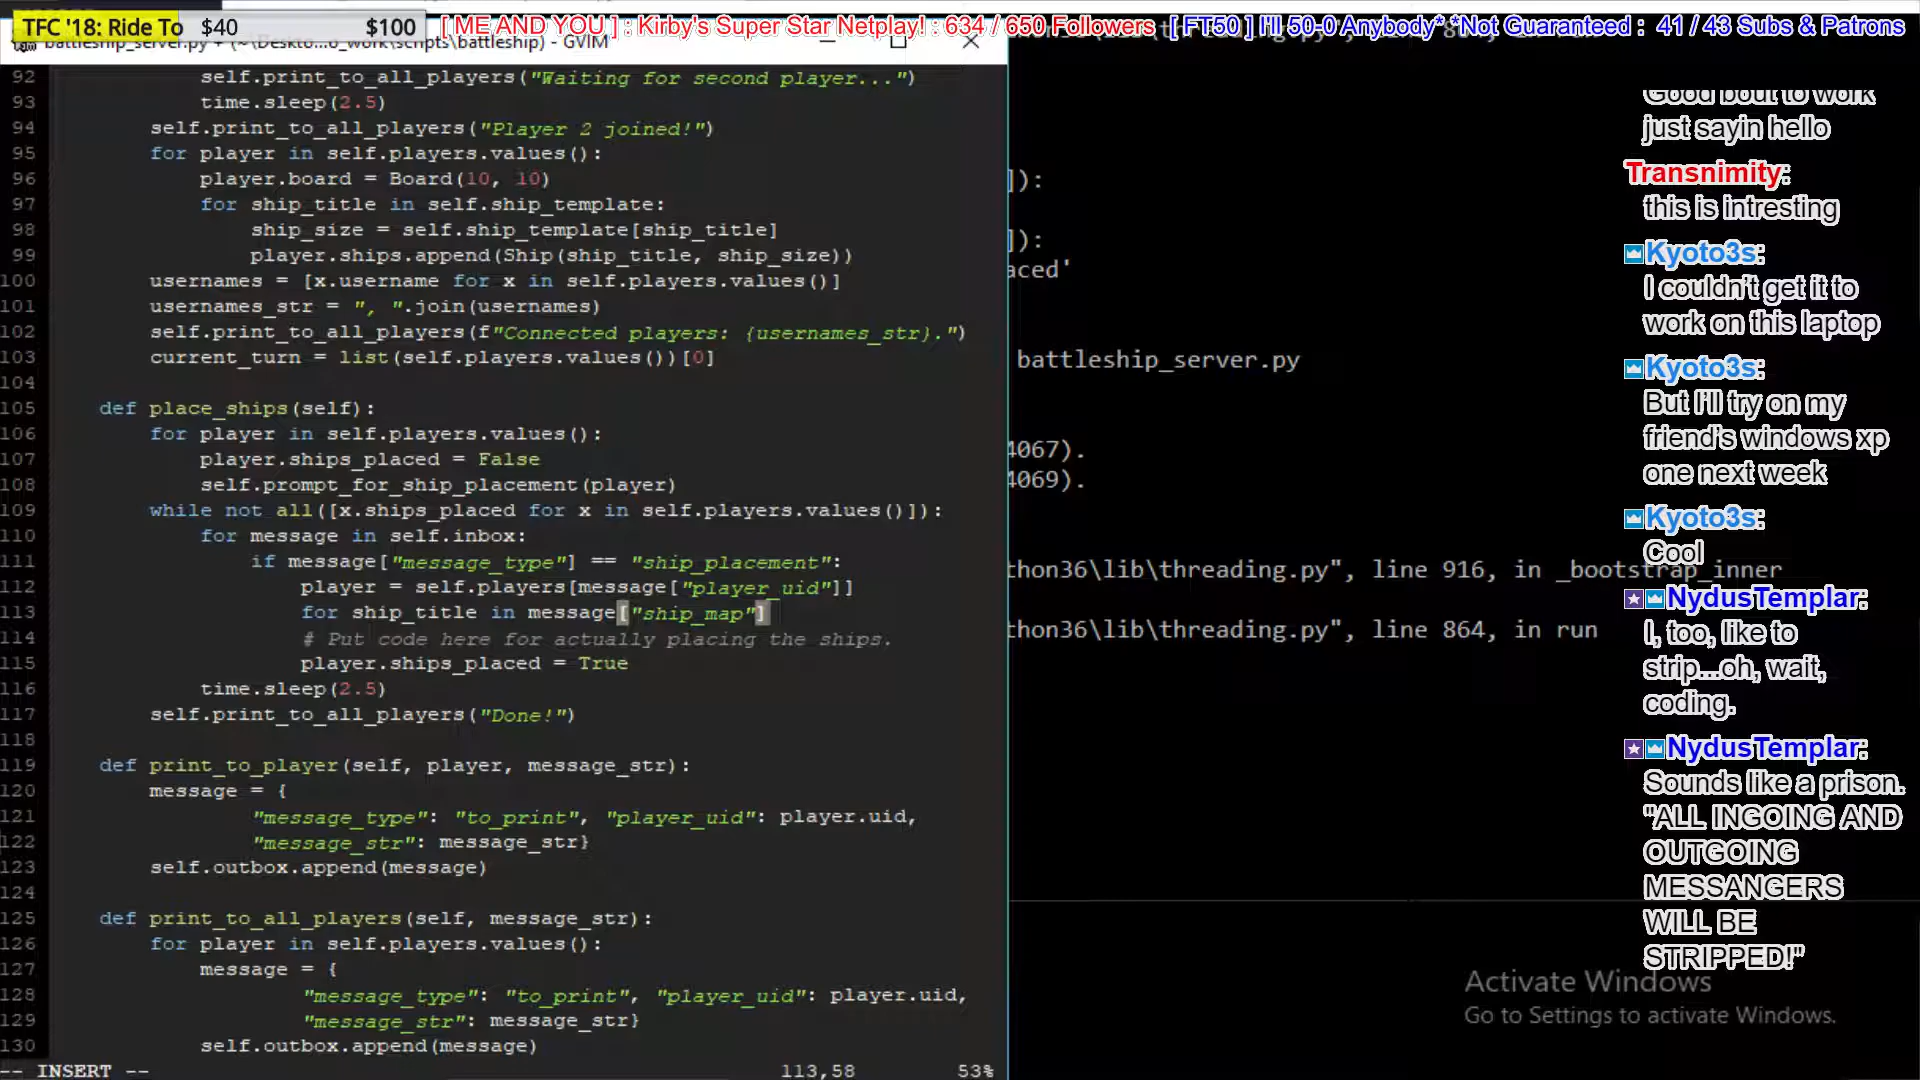 TFC '18: Ride To $40 $100 [ ME AND YOU ] : Kirby's Super Star Netplay! : 634 / 650 Followers [ FT50 ] I'll 50-0 Anybody* *Not Guaranteed : 41 / 43 Subs & Patrons
battleship_server.py + (~\Deskto...o_work\scripts\battleship) - GVIM
92 self.print_to_all_players("Waiting for second player...")
93 time.sleep(2.5)
94 self.print_to_all_players("Player 2 joined!")
95 for player in self.players.values():
96 player.board = Board(10, 10)
97 for ship_title in self.ship_template:
98 ship_size = self.ship_template[ship_title]
99 player.ships.append(Ship(ship_title, ship_size))
100 usernames = [x.username for x in self.players.values()]
101 usernames_str = ", ".join(usernames)
102 self.print_to_all_players(f"Connected players: {usernames_str}.")
103 current_turn = list(self.players.values())[0]
104
105 def place_ships(self):
106 for player in self.players.values():
107 player.ships_placed = False
108 self.prompt_for_ship_placement(player)
109 while not all([x.ships_placed for x in self.players.values()]):
110 for message in self.inbox:
111 if message["message_type"] == "ship_placement":
112 player = self.players[message["player_uid"]]
113 for ship_title in message["ship_map"]
114 # Put code here for actually placing the ships.
115 player.ships_placed = True
116 time.sleep(2.5)
117 self.print_to_all_players("Done!")
118
119 def print_to_player(self, player, message_str):
120 message = {
121 "message_type": "to_print", "player_uid": player.uid,
122 "message_str": message_str}
123 self.outbox.append(message)
124
125 def print_to_all_players(self, message_str):
126 for player in self.players.values():
127 message = {
128 "message_type": "to_print", "player_uid": player.uid,
129 "message_str": message_str}
130 self.outbox.append(message)
-- INSERT -- 113,58 53%
]):
]):
aced'
battleship_server.py
4067).
4069).
thon36\lib\threading.py", line 916, in _bootstrap_inner
thon36\lib\threading.py", line 864, in run
Good bout to work
just sayin hello
Transnimity:
this is intresting
Kyoto3s:
I couldn't get it to
work on this laptop
Kyoto3s:
But I'll try on my
friend's windows xp
one next week
Kyoto3s:
Cool
NydusTemplar:
I, too, like to
strip...oh, wait,
coding.
NydusTemplar:
Sounds like a prison.
"ALL INGOING AND
OUTGOING
MESSANGERS
WILL BE
STRIPPED!"
Activate Windows
Go to Settings to activate Windows.